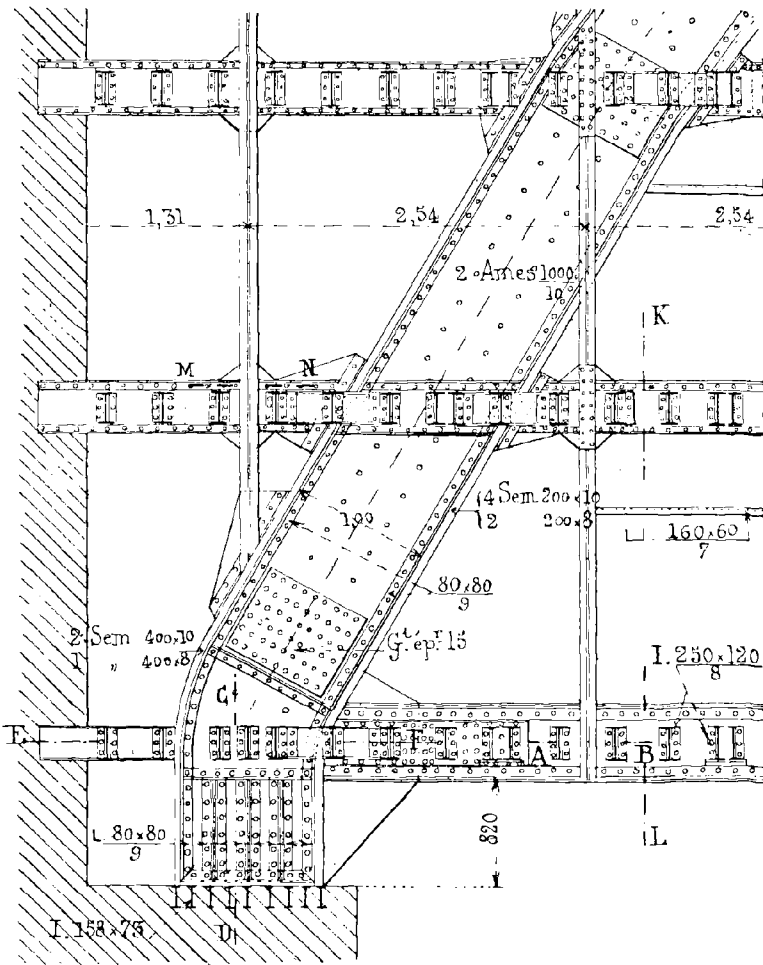 1,31
2,54
2,54
2 Ames 1000
10
K
M N
4 Sem 200×10
2 200×8
1,00
160×60
7
80×80
9
2 Sem 400×10
1 " 400×8
Gt épr 15
I. 250×120
8
C
E
F
A
B
80×80
9
820
L
I. 158×75
D